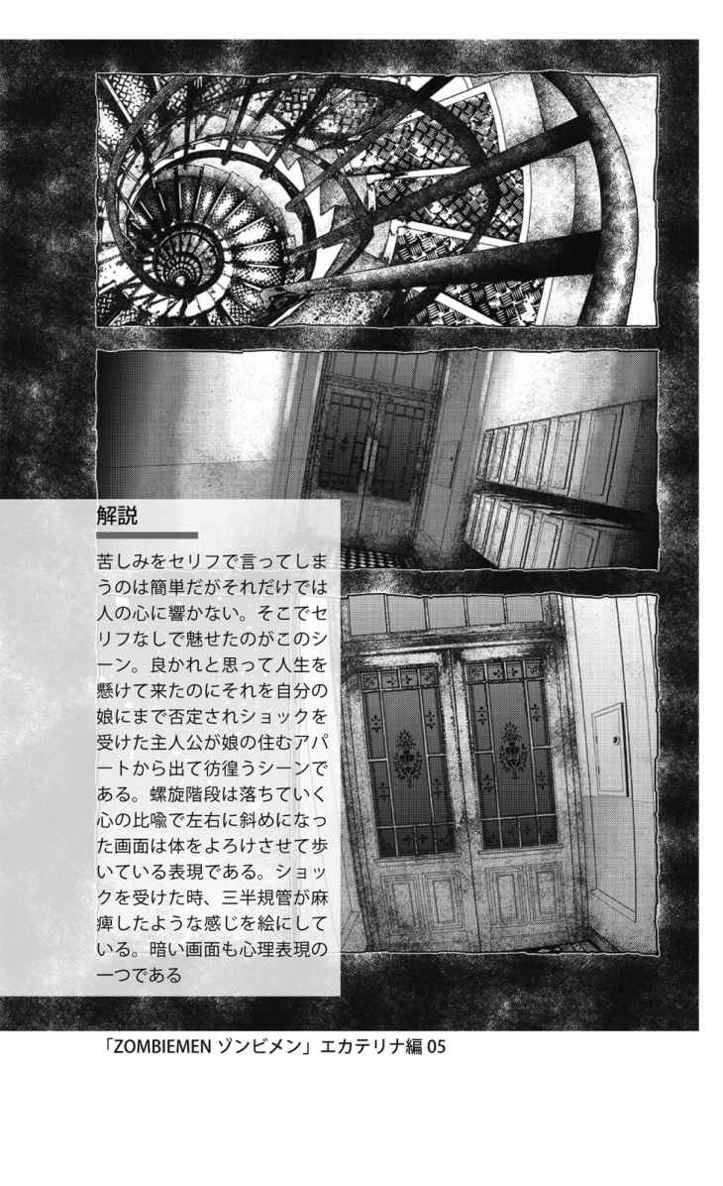 解説
苦しみをセリフで言ってしま
うのは簡単だがそれだけでは
人の心に響かない。そこでセ
リフなしで魅せたのがこのシ
ーン。良かれと思って人生を
懸けて来たのにそれを自分の
娘にまで否定されショックを
受けた主人公が娘の住むアパ
ートから出て彷徨うシーンで
ある。螺旋階段は落ちていく
心の比喩で左右に斜めになっ
た画面は体をよろけさせて歩
いている表現である。ショッ
クを受けた時、三半規管が麻
痺したような感じを絵にして
いる。暗い画面も心理表現の
一つである
「ZOMBIEMEN ゾンビメン」エカテリナ編 05